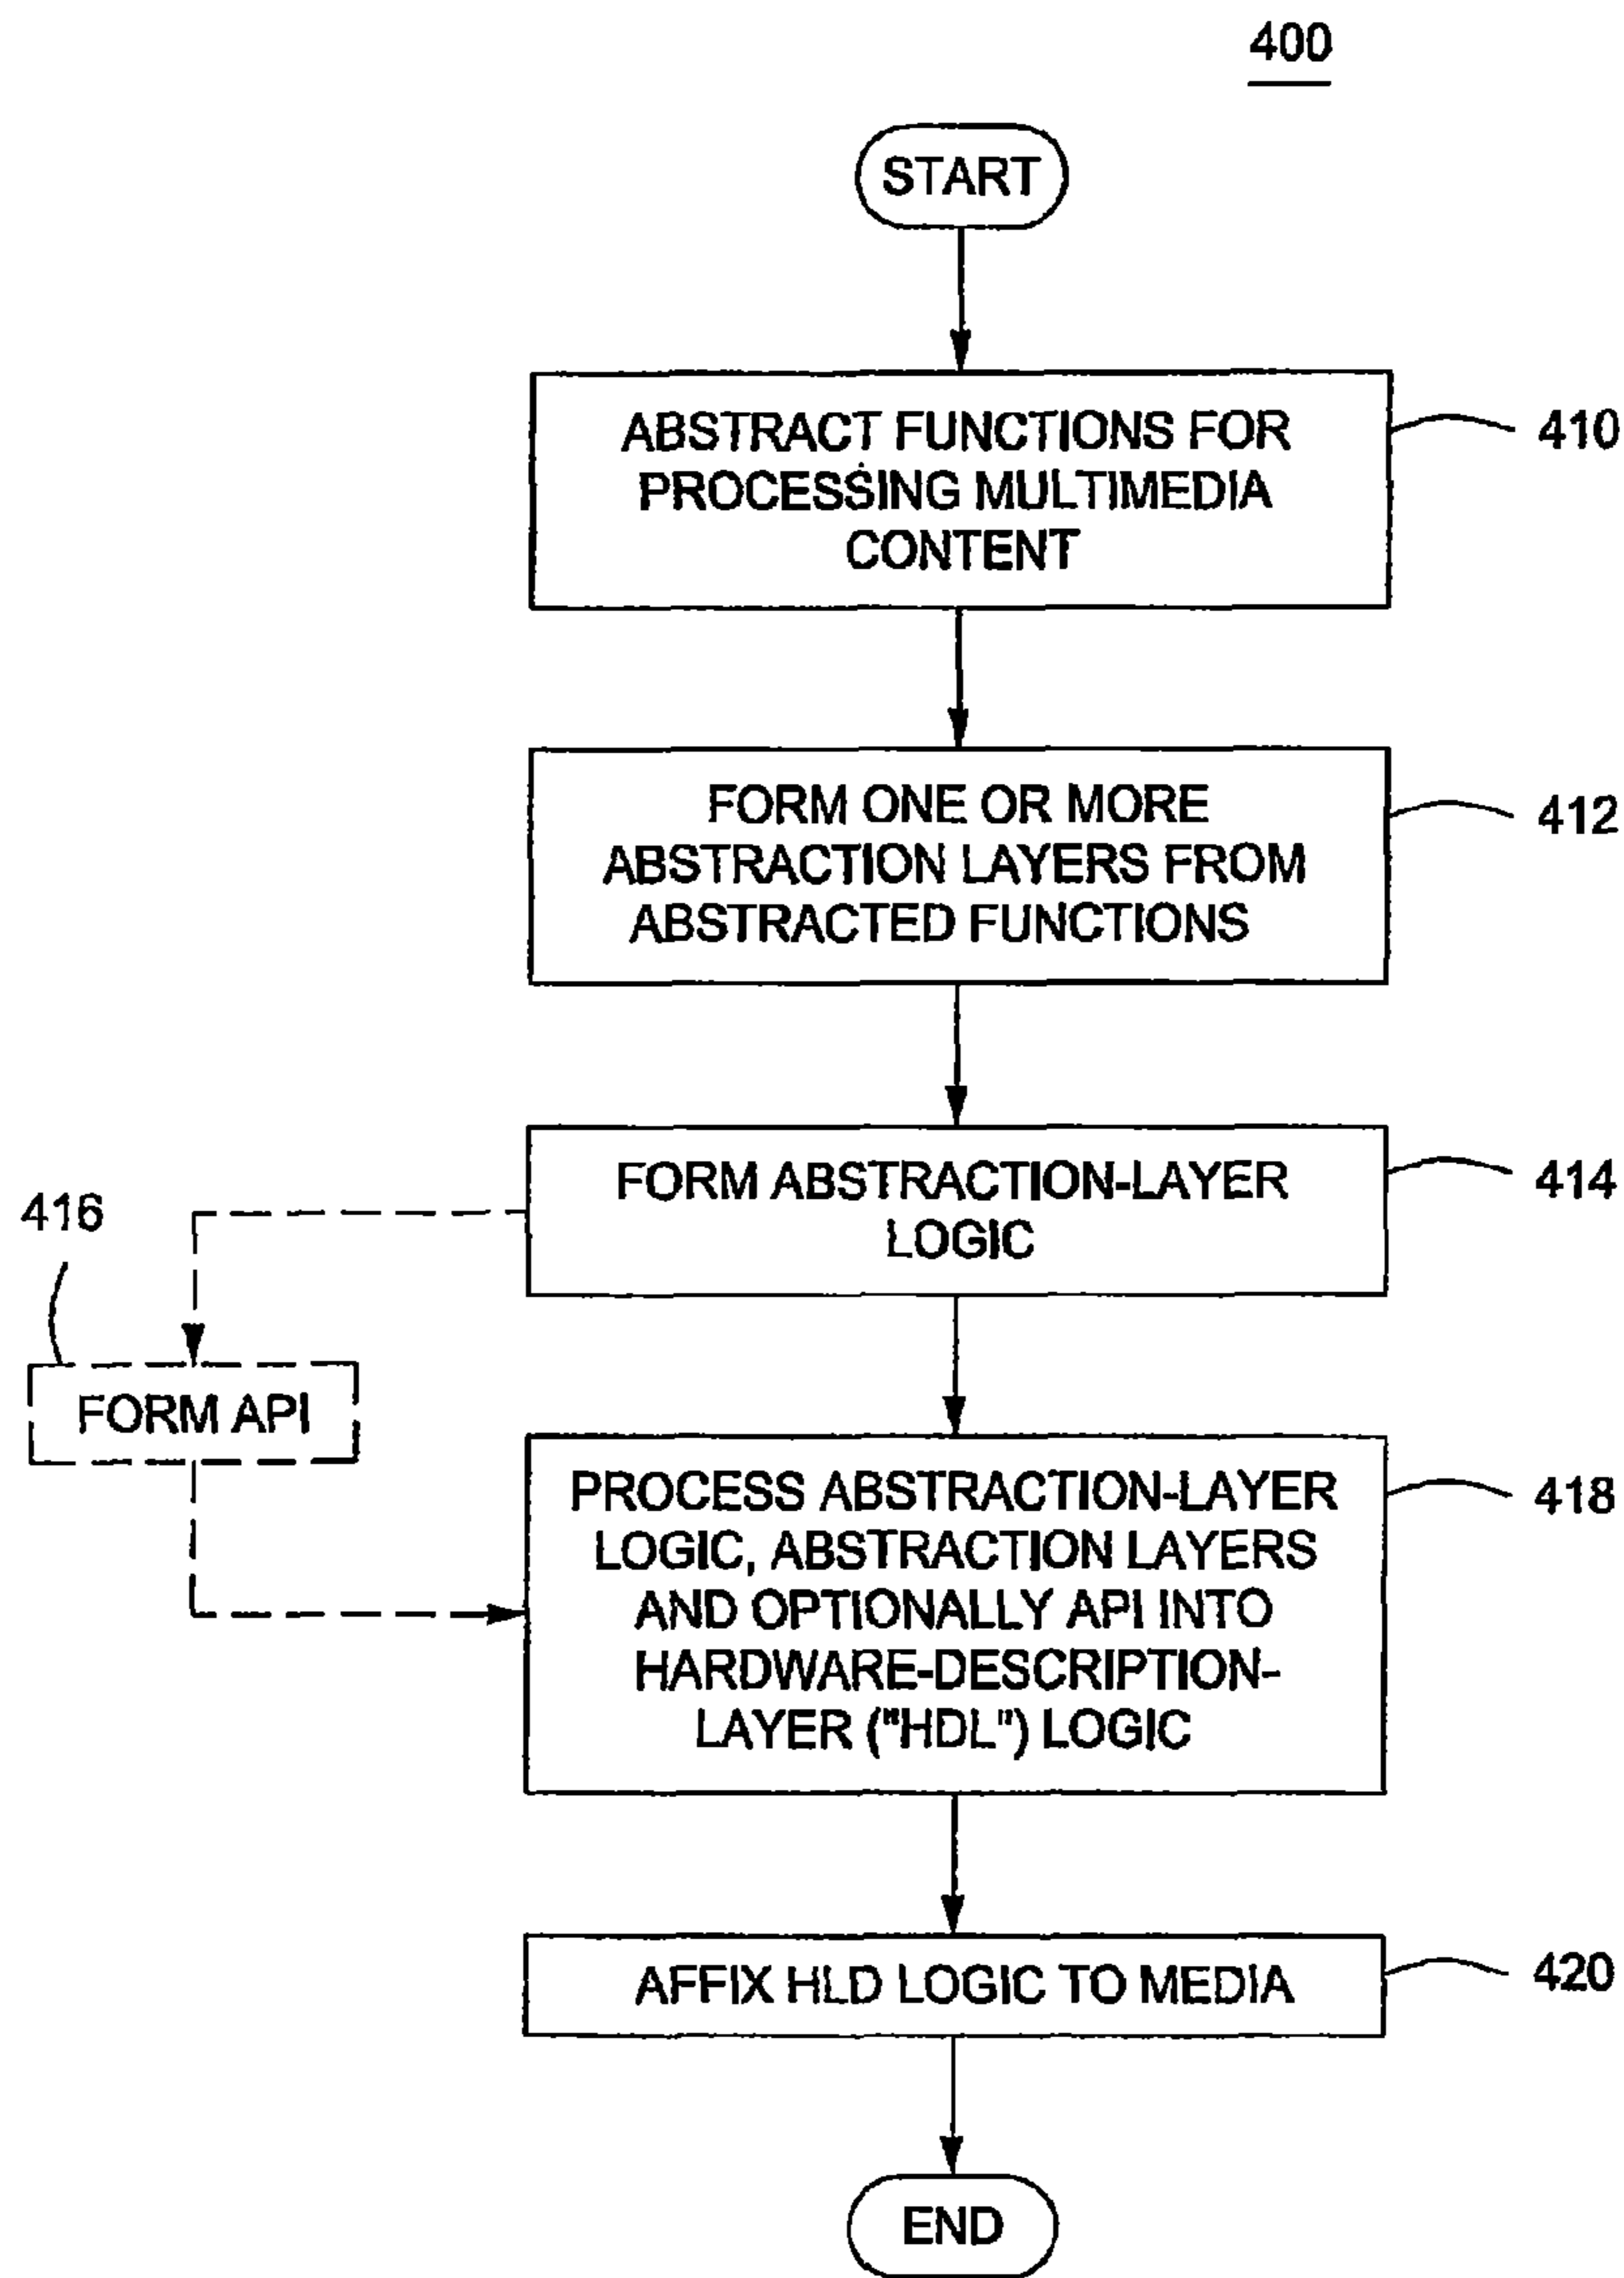 400
START
ABSTRACT FUNCTIONS FOR
PROCESSING MULTIMEDIA
CONTENT
410
FORM ONE OR MORE
ABSTRACTION LAYERS FROM
ABSTRACTED FUNCTIONS
412
FORM ABSTRACTION-LAYER
LOGIC
414
416
FORM API
PROCESS ABSTRACTION-LAYER
LOGIC, ABSTRACTION LAYERS
AND OPTIONALLY API INTO
HARDWARE-DESCRIPTION-
LAYER ("HDL") LOGIC
418
AFFIX HLD LOGIC TO MEDIA
420
END